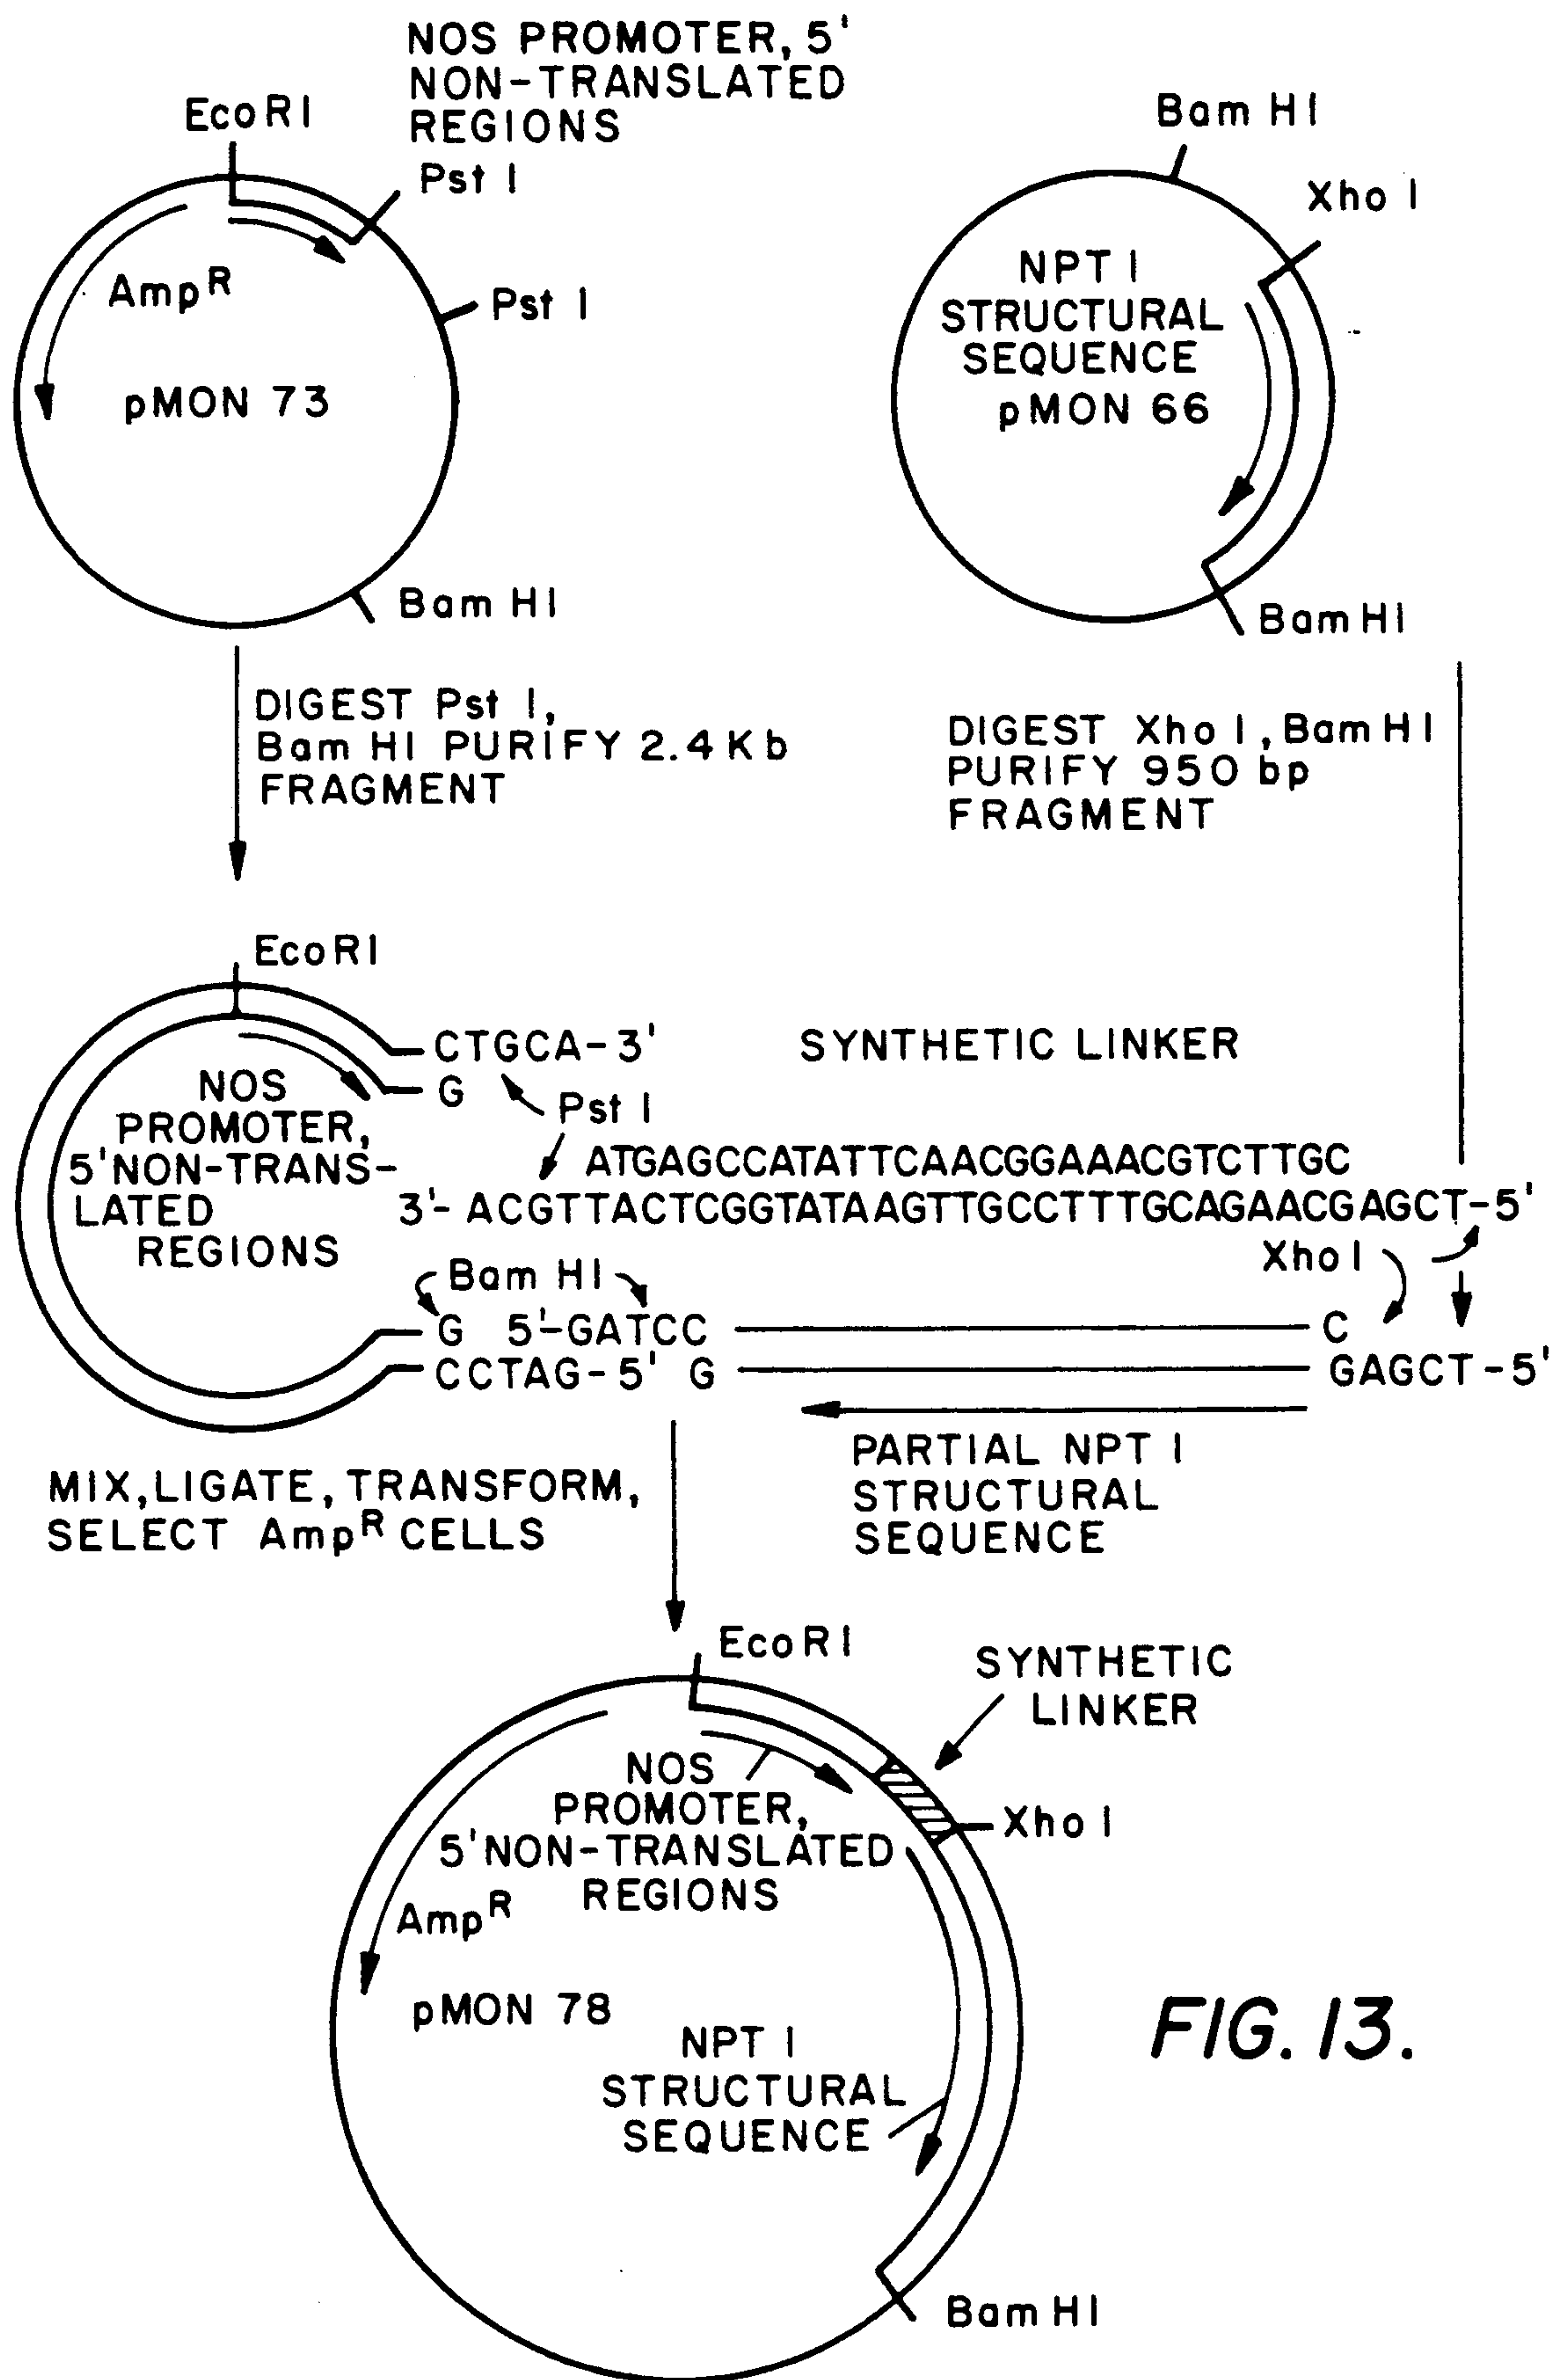 NOS PROMOTER, 5'
NON-TRANSLATED
REGIONS
EcoRI
Pst I
Pst I
Amp^R
pMON 73
Bam HI
Bam HI
Xho I
NPT I
STRUCTURAL
SEQUENCE
pMON 66
Bam HI
DIGEST Pst I,
Bam HI PURIFY 2.4 Kb
FRAGMENT
DIGEST Xho I, Bam HI
PURIFY 950 bp
FRAGMENT
EcoRI
CTGCA-3'
G
SYNTHETIC LINKER
Pst I
NOS
PROMOTER,
5' NON-TRANS-
LATED
REGIONS
ATGAGCCATATTCAACGGAAACGTCTTGC
3'- ACGTTACTCGGTATAAGTTGCCTTTGCAGAACGAGCT-5'
Xho I
Bam HI
G 5'-GATCC C
CCTAG-5' G GAGCT-5'
PARTIAL NPT I
STRUCTURAL
SEQUENCE
MIX, LIGATE, TRANSFORM,
SELECT Amp^R CELLS
EcoRI
SYNTHETIC
LINKER
NOS
PROMOTER,
5' NON-TRANSLATED
REGIONS
Xho I
Amp^R
pMON 78
NPT I
STRUCTURAL
SEQUENCE
Bam HI
FIG. 13.